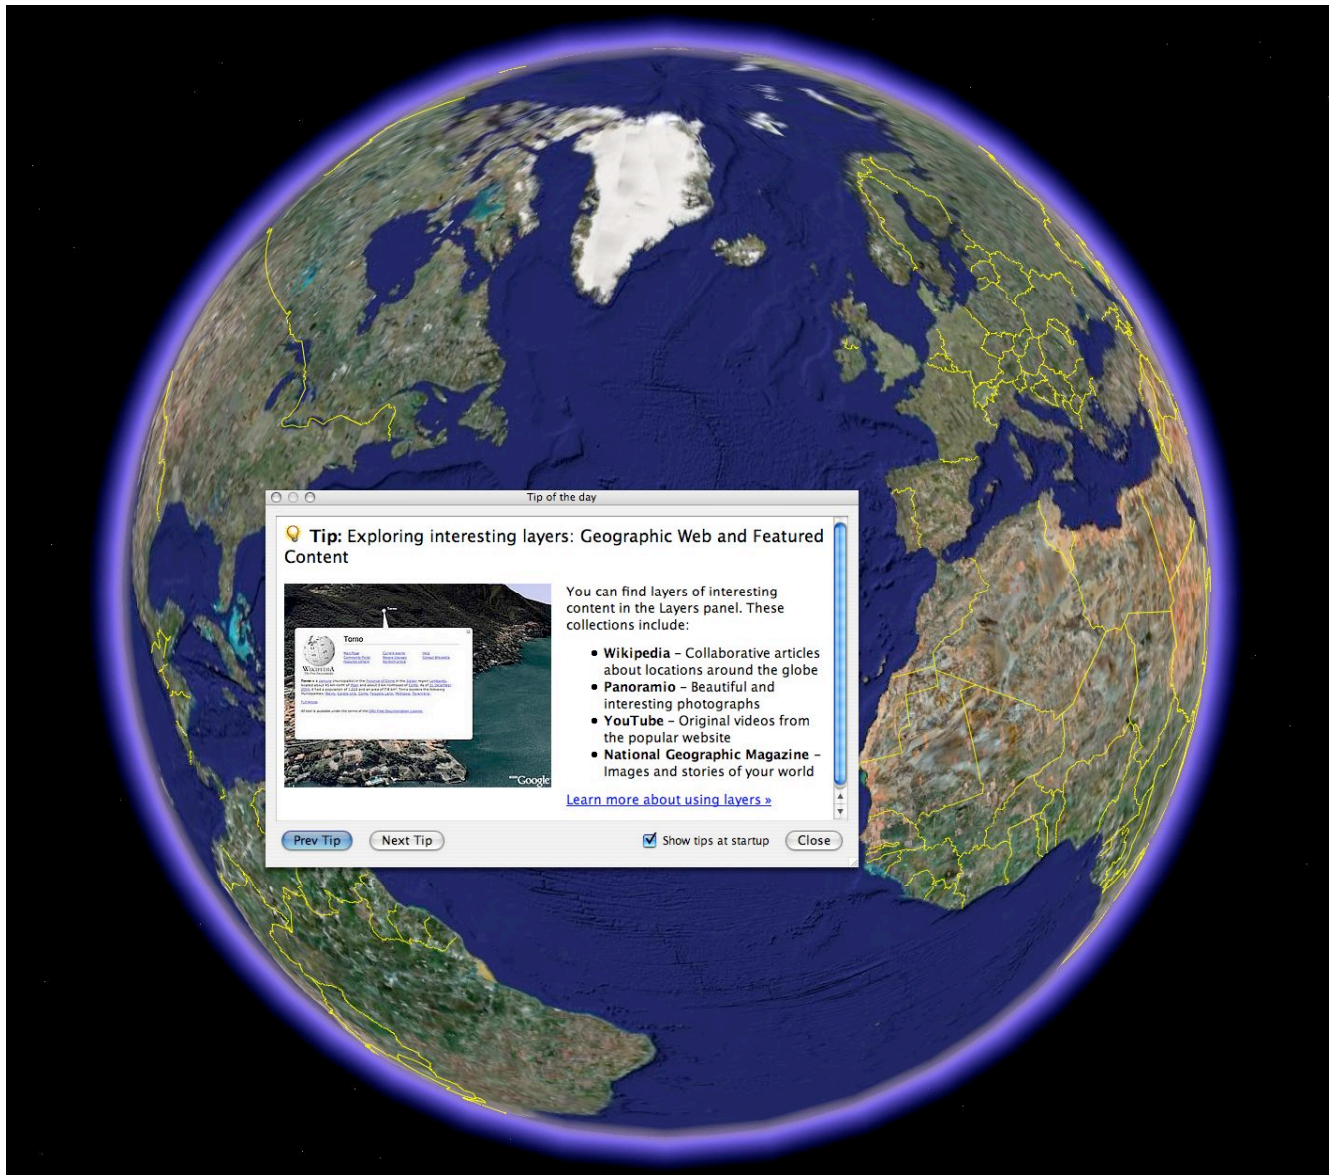 Tip of the day
Tip: Exploring interesting layers: Geographic Web and Featured
Content
Torno
WIKIPEDIA
Torno
Google
You can find layers of interesting
content in the Layers panel. These
collections include:
• Wikipedia – Collaborative articles
about locations around the globe
• Panoramio – Beautiful and
interesting photographs
• YouTube – Original videos from
the popular website
• National Geographic Magazine –
Images and stories of your world
Learn more about using layers »
Prev Tip
Next Tip
Show tips at startup
Close